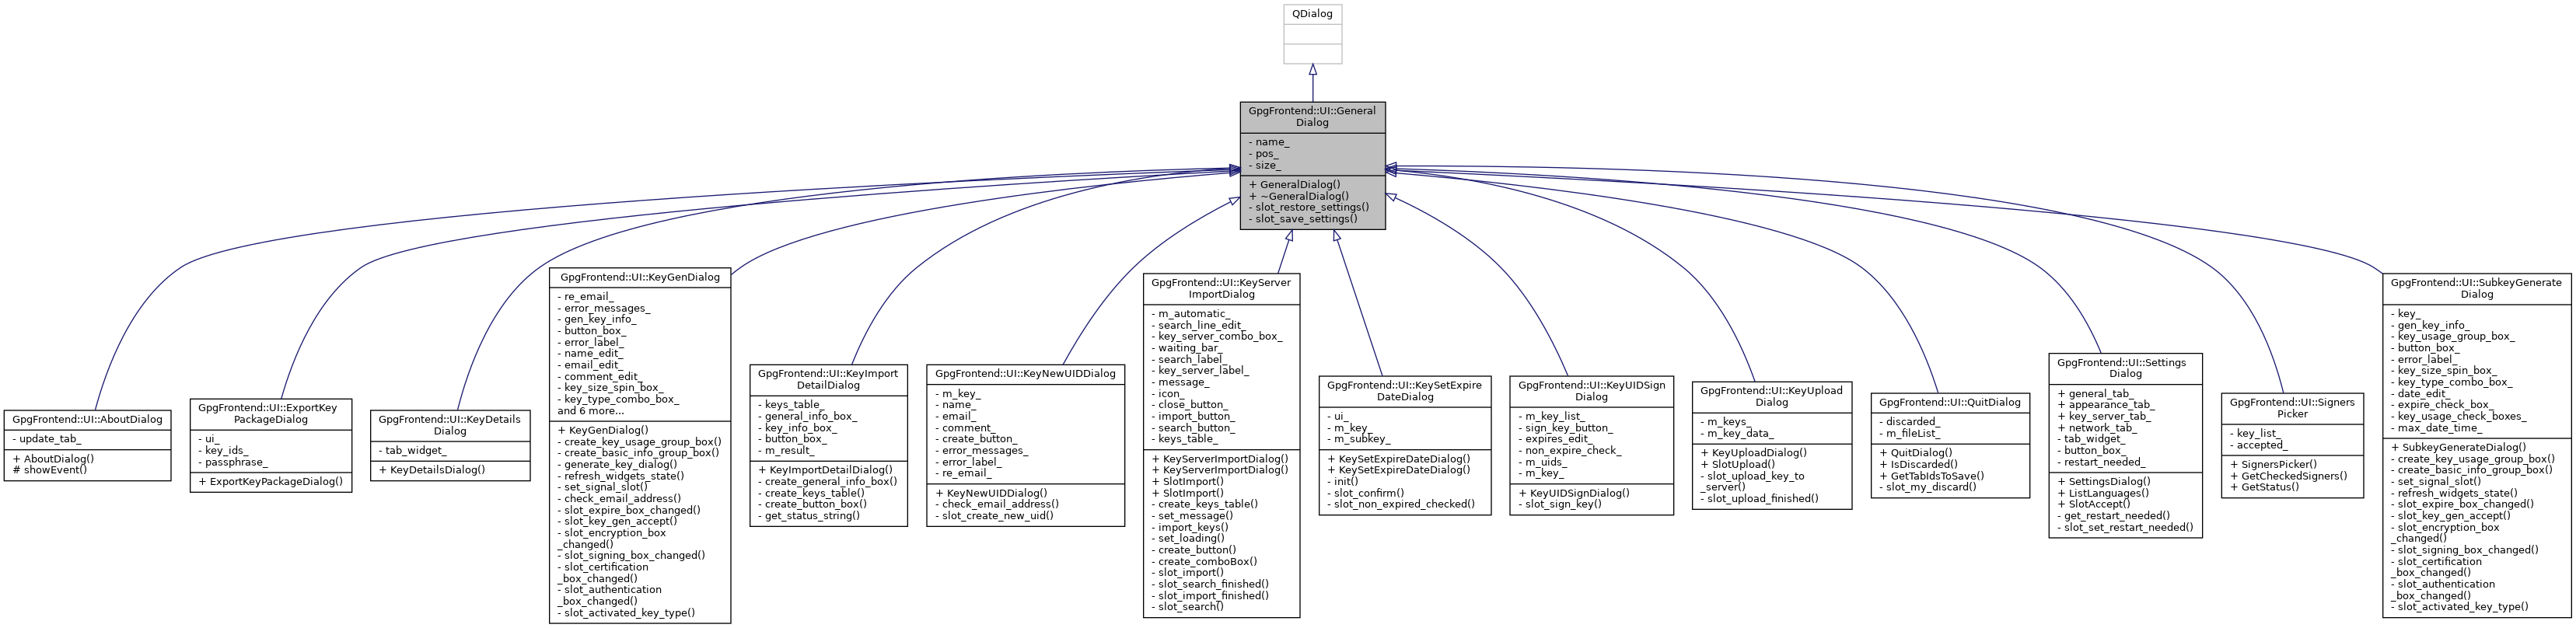 QDialog
GpgFrontend::UI::General
Dialog
- name_
- pos_
- size_
+ GeneralDialog()
+ ~GeneralDialog()
- slot_restore_settings()
- slot_save_settings()
GpgFrontend::UI::AboutDialog
- update_tab_
+ AboutDialog()
# showEvent()
GpgFrontend::UI::ExportKey
PackageDialog
- ui_
- key_ids_
- passphrase_
+ ExportKeyPackageDialog()
GpgFrontend::UI::KeyDetails
Dialog
- tab_widget_
+ KeyDetailsDialog()
GpgFrontend::UI::KeyGenDialog
- re_email_
- error_messages_
- gen_key_info_
- button_box_
- error_label_
- name_edit_
- email_edit_
- comment_edit_
- key_size_spin_box_
- key_type_combo_box_
and 6 more...
+ KeyGenDialog()
- create_key_usage_group_box()
- create_basic_info_group_box()
- generate_key_dialog()
- refresh_widgets_state()
- set_signal_slot()
- check_email_address()
- slot_expire_box_changed()
- slot_key_gen_accept()
- slot_encryption_box
_changed()
- slot_signing_box_changed()
- slot_certification
_box_changed()
- slot_authentication
_box_changed()
- slot_activated_key_type()
GpgFrontend::UI::KeyImport
DetailDialog
- keys_table_
- general_info_box_
- key_info_box_
- button_box_
- m_result_
+ KeyImportDetailDialog()
- create_general_info_box()
- create_keys_table()
- create_button_box()
- get_status_string()
GpgFrontend::UI::KeyNewUIDDialog
- m_key_
- name_
- email_
- comment_
- create_button_
- error_messages_
- error_label_
- re_email_
+ KeyNewUIDDialog()
- check_email_address()
- slot_create_new_uid()
GpgFrontend::UI::KeyServer
ImportDialog
- m_automatic_
- search_line_edit_
- key_server_combo_box_
- waiting_bar_
- search_label_
- key_server_label_
- message_
- icon_
- close_button_
- import_button_
- search_button_
- keys_table_
+ KeyServerImportDialog()
+ KeyServerImportDialog()
+ SlotImport()
+ SlotImport()
- create_keys_table()
- set_message()
- import_keys()
- set_loading()
- create_button()
- create_comboBox()
- slot_import()
- slot_search_finished()
- slot_import_finished()
- slot_search()
GpgFrontend::UI::KeySetExpire
DateDialog
- ui_
- m_key_
- m_subkey_
+ KeySetExpireDateDialog()
+ KeySetExpireDateDialog()
- init()
- slot_confirm()
- slot_non_expired_checked()
GpgFrontend::UI::KeyUIDSign
Dialog
- m_key_list_
- sign_key_button_
- expires_edit_
- non_expire_check_
- m_uids_
- m_key_
+ KeyUIDSignDialog()
- slot_sign_key()
GpgFrontend::UI::KeyUpload
Dialog
- m_keys_
- m_key_data_
+ KeyUploadDialog()
+ SlotUpload()
- slot_upload_key_to
_server()
- slot_upload_finished()
GpgFrontend::UI::QuitDialog
- discarded_
- m_fileList_
+ QuitDialog()
+ IsDiscarded()
+ GetTabIdsToSave()
- slot_my_discard()
GpgFrontend::UI::Settings
Dialog
+ general_tab_
+ appearance_tab_
+ key_server_tab_
+ network_tab_
- tab_widget_
- button_box_
- restart_needed_
+ SettingsDialog()
+ ListLanguages()
+ SlotAccept()
- get_restart_needed()
- slot_set_restart_needed()
GpgFrontend::UI::Signers
Picker
- key_list_
- accepted_
+ SignersPicker()
+ GetCheckedSigners()
+ GetStatus()
GpgFrontend::UI::SubkeyGenerate
Dialog
- key_
- gen_key_info_
- key_usage_group_box_
- button_box_
- error_label_
- key_size_spin_box_
- key_type_combo_box_
- date_edit_
- expire_check_box_
- key_usage_check_boxes_
- max_date_time_
+ SubkeyGenerateDialog()
- create_key_usage_group_box()
- create_basic_info_group_box()
- set_signal_slot()
- refresh_widgets_state()
- slot_expire_box_changed()
- slot_key_gen_accept()
- slot_encryption_box
_changed()
- slot_signing_box_changed()
- slot_certification
_box_changed()
- slot_authentication
_box_changed()
- slot_activated_key_type()